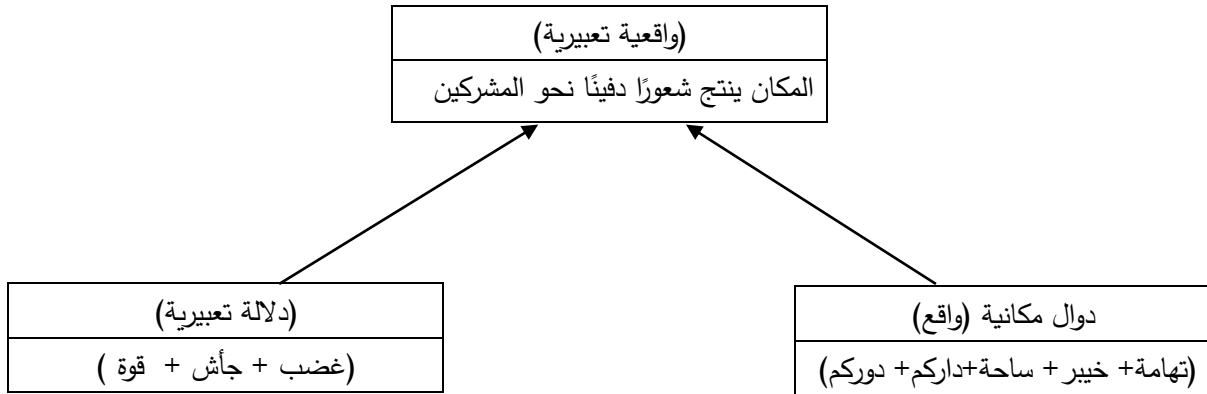 (واقعية تعبيرية)
المكان ينتج شعورًا دفينًا نحو المشركين
دوال مكانية (واقع)
(تهامة+ خيبر + ساحة+داركم+ دوركم)
(دلالة تعبيرية)
(غضب + جأش + قوة )